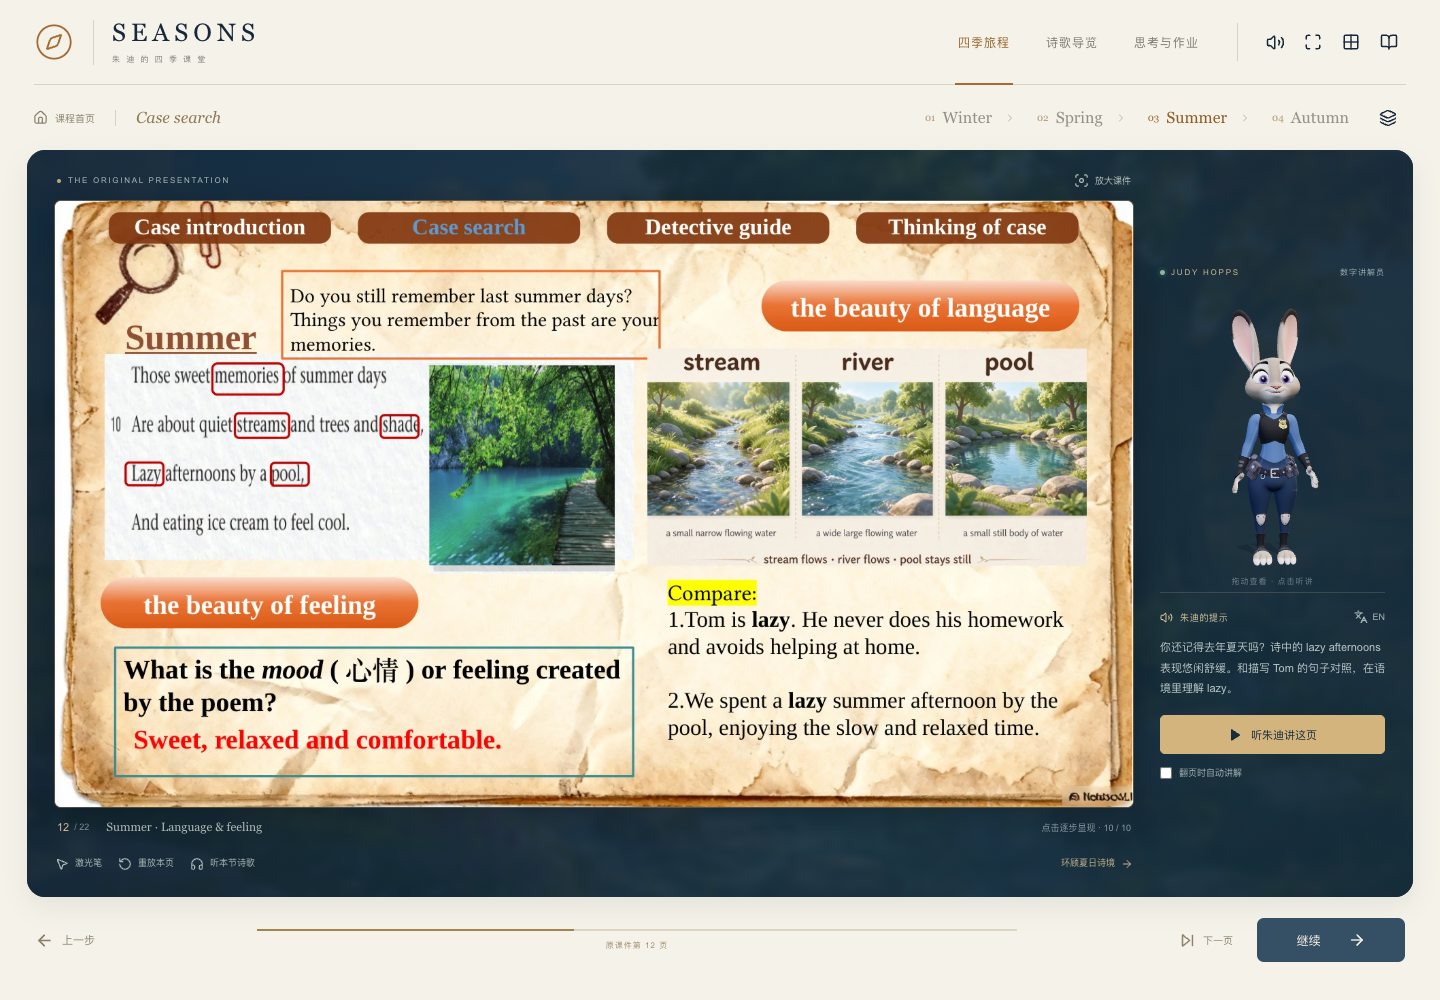 SEASONS
朱迪的四季课堂
四季旅程
诗歌导览
思考与作业
课程首页
Case search
01 Winter
02 Spring
03 Summer
04 Autumn
THE ORIGINAL PRESENTATION
放大课件
Case introduction
Case search
Detective guide
Thinking of case
Do you still remember last summer days?
Things you remember from the past are your
memories.
the beauty of language
Summer
Those sweet memories of summer days
10 Are about quiet streams and trees and shade,
Lazy afternoons by a pool,
And eating ice cream to feel cool.
stream
river
pool
a small narrow flowing water
a wide large flowing water
a small still body of water
stream flows · river flows · pool stays still
the beauty of feeling
What is the mood ( 心情 ) or feeling created
by the poem?
Sweet, relaxed and comfortable.
Compare:
1.Tom is lazy. He never does his homework
and avoids helping at home.
2.We spent a lazy summer afternoon by the
pool, enjoying the slow and relaxed time.
12 / 22
Summer · Language & feeling
点击逐步显现 · 10 / 10
激光笔
重放本页
听本节诗歌
环顾夏日诗境
JUDY HOPPS
数字讲解员
拖动查看 · 点击听讲
朱迪的提示
EN
你还记得去年夏天吗？诗中的 lazy afternoons
表现悠闲舒缓。和描写 Tom 的句子对照，在语
境里理解 lazy。
听朱迪讲这页
翻页时自动讲解
上一步
原课件第 12 页
下一页
继续